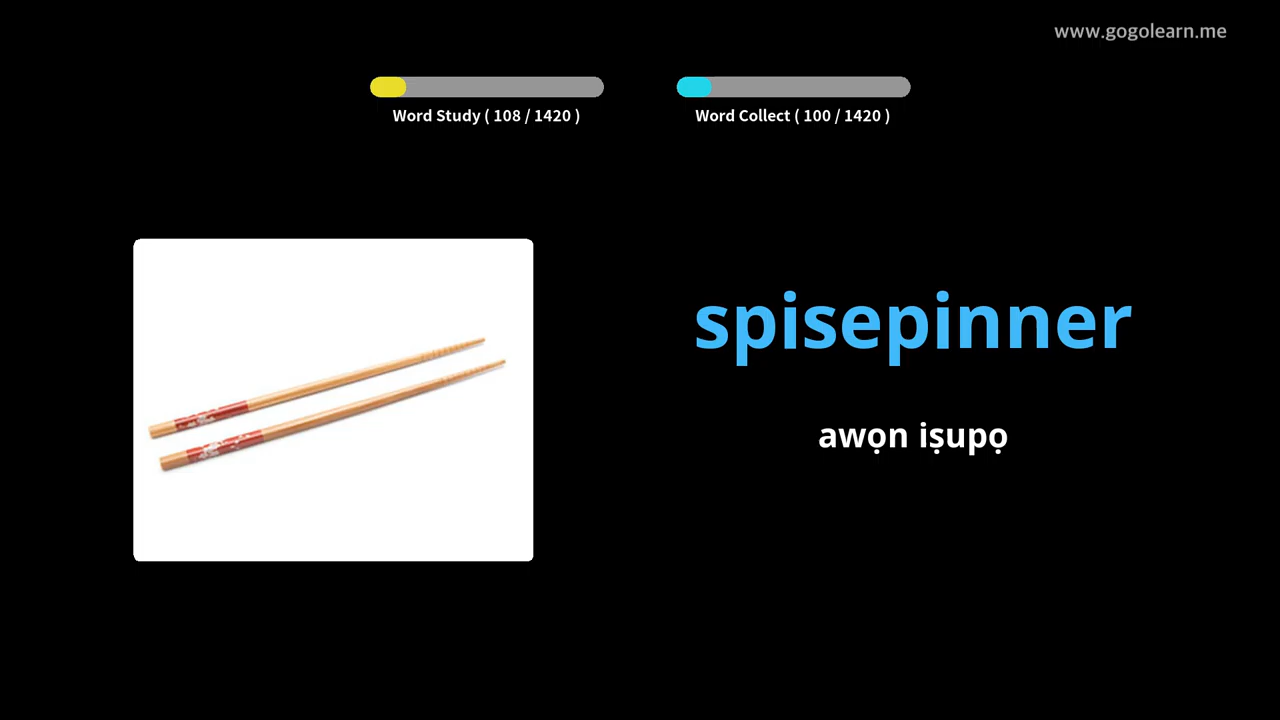 www.gogolearn.me
Word Study ( 108 / 1420 )
Word Collect ( 100 / 1420 )
spisepinner
awọn iṣupọ